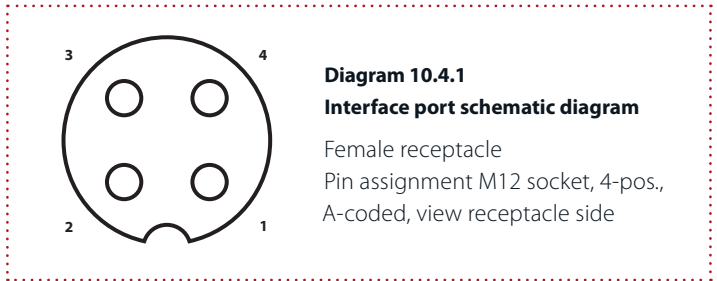 3
4
2
1
Diagram 10.4.1
Interface port schematic diagram
Female receptacle
Pin assignment M12 socket, 4-pos.,
A-coded, view receptacle side